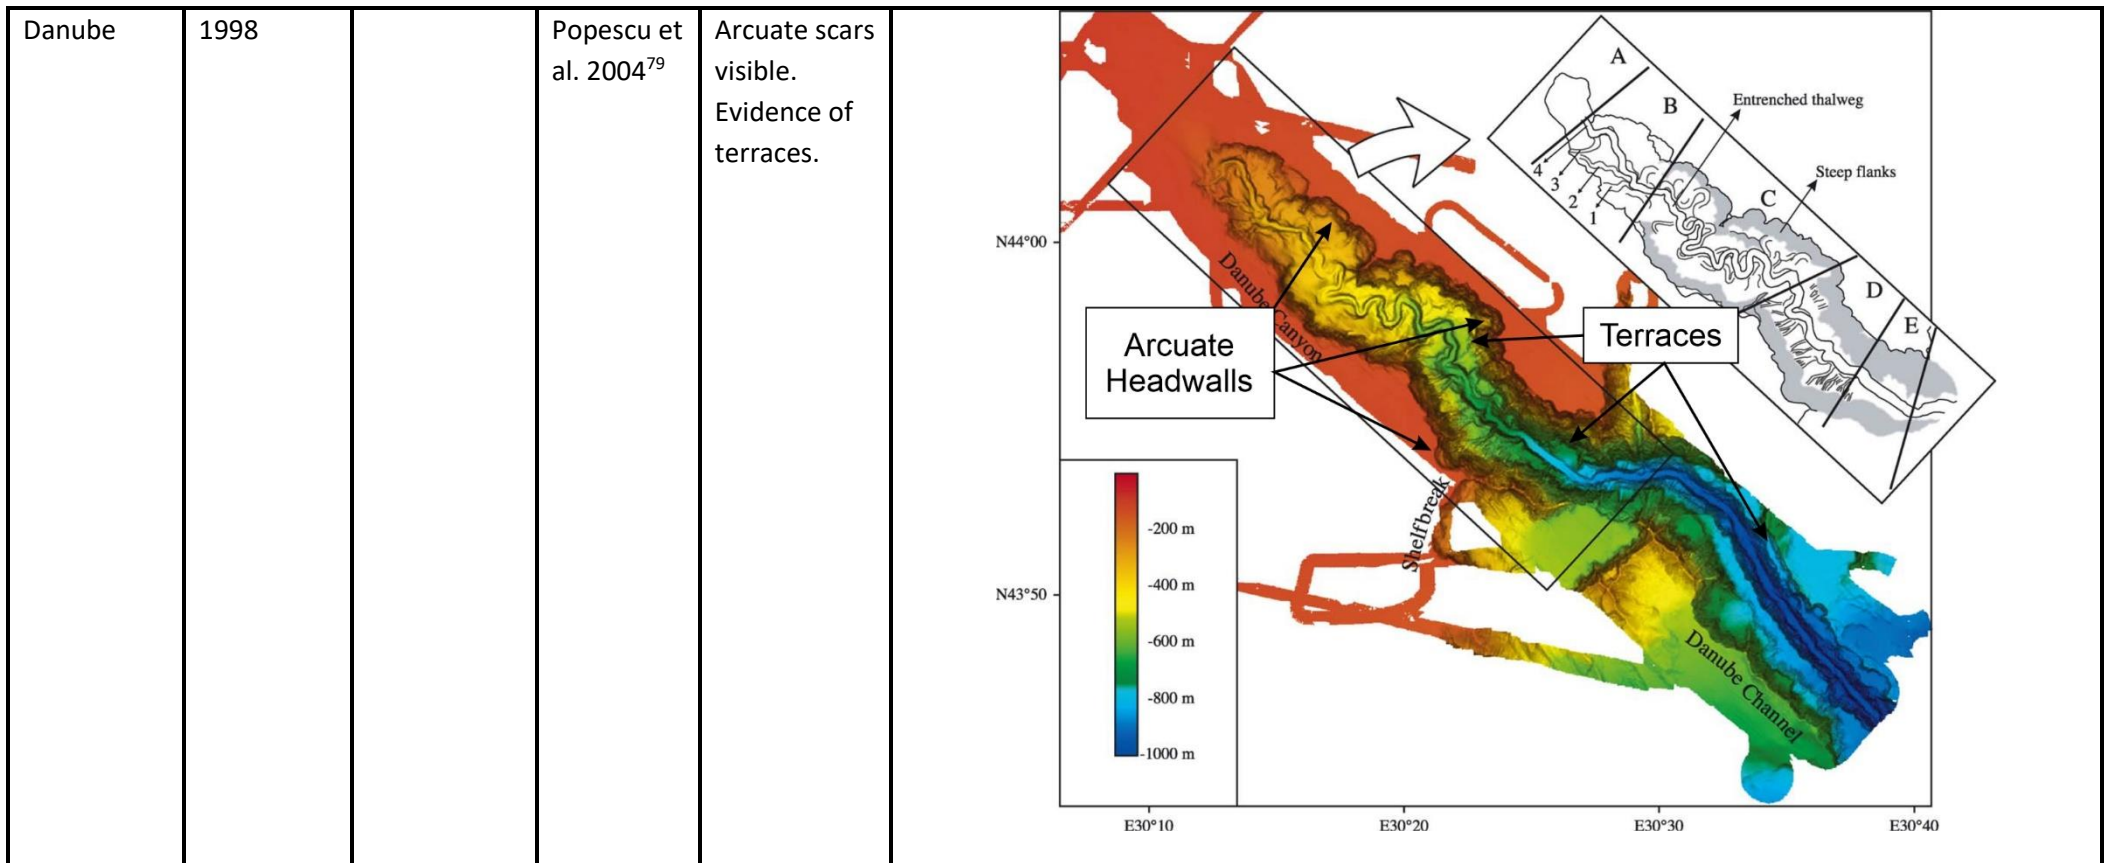 Danube
1998
Popescu et
al. 2004⁷⁹
Arcuate scars
visible.
Evidence of
terraces.
A
B
Entrenched thalweg
Steep flanks
C
4
3
2
1
D
E
N44°00
Danube Canyon
Arcuate
Headwalls
Terraces
Shelfbreak
-200 m
-400 m
N43°50
-600 m
-800 m
-1000 m
Danube Channel
E30°10
E30°20
E30°30
E30°40